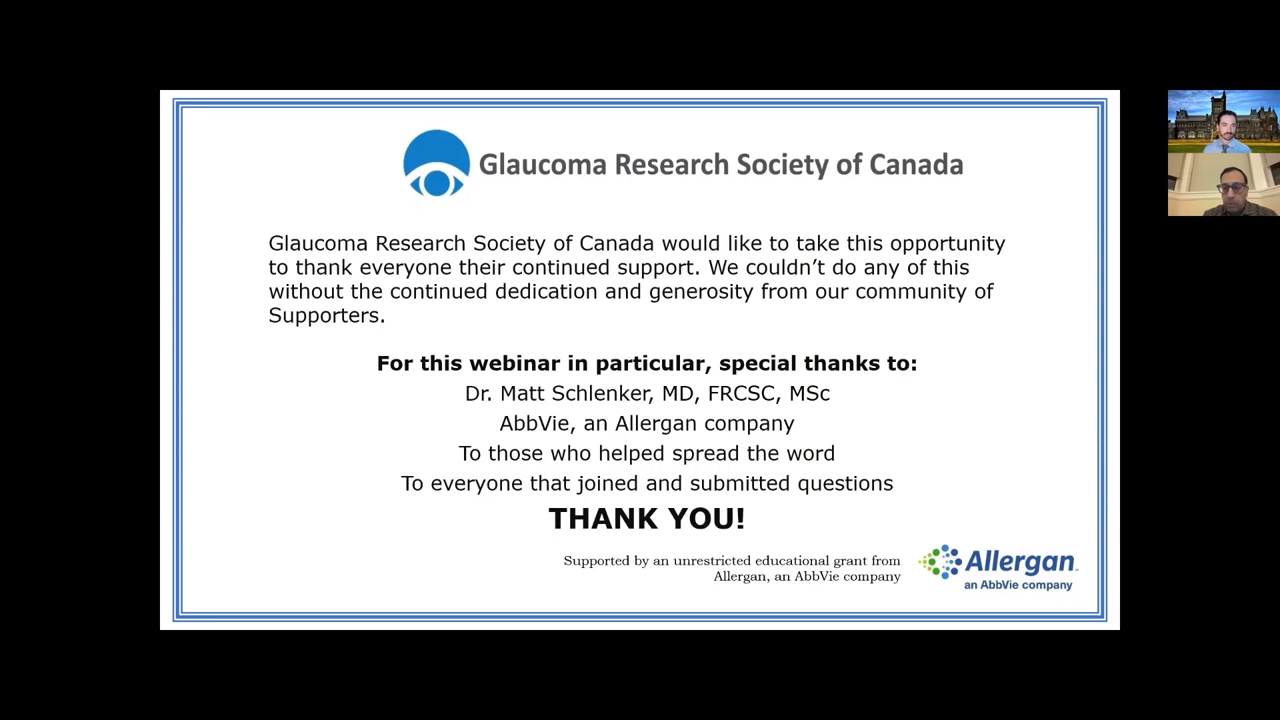 Glaucoma Research Society of Canada
Glaucoma Research Society of Canada would like to take this opportunity
to thank everyone their continued support. We couldn’t do any of this
without the continued dedication and generosity from our community of
Supporters.
For this webinar in particular, special thanks to:
Dr. Matt Schlenker, MD, FRCSC, MSc
AbbVie, an Allergan company
To those who helped spread the word
To everyone that joined and submitted questions
THANK YOU!
Supported by an unrestricted educational grant from
Allergan, an AbbVie company
Allergan
an AbbVie company